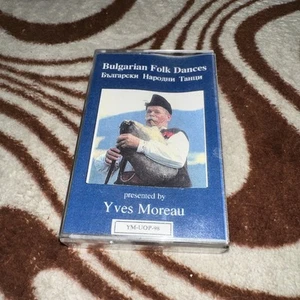 Bulgarian Folk Dances
Български Народни Танци
presented by
Yves Moreau
YM-UOP-96